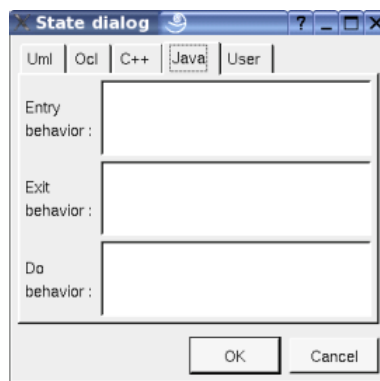 State dialog
Uml Ocl C++ Java User
Entry
behavior :
Exit
behavior :
Do
behavior :
OK Cancel